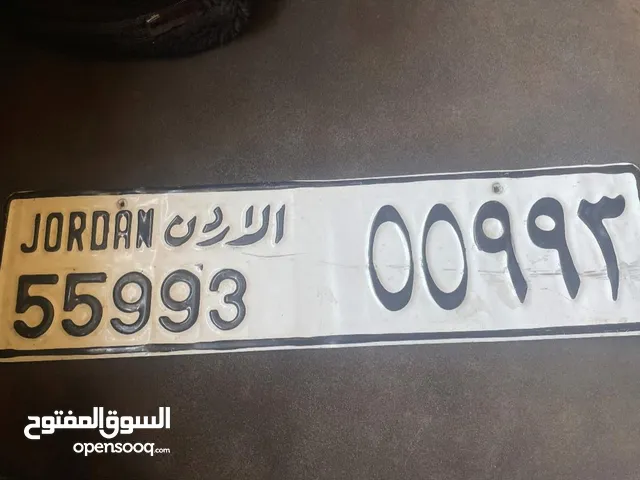 JORDAN الاردن
55993
٥٥٩٩٣
السوق المفتوح
opensooq.com